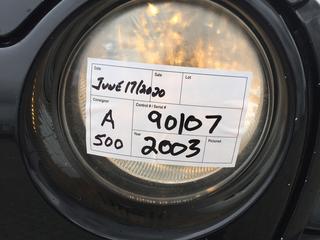 Date Sale Lot
JUNE 17/2020
Consignor Control # / Serial #
A 90107
Year Pictured
500 2003